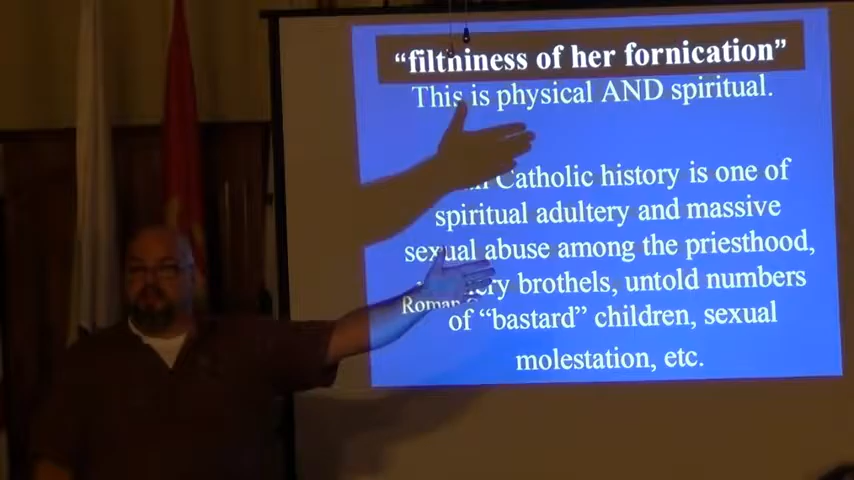 “filthiness of her fornication”
This is physical AND spiritual.
Roman Catholic history is one of
spiritual adultery and massive
sexual abuse among the priesthood,
brothels, untold numbers
of “bastard” children, sexual
molestation, etc.